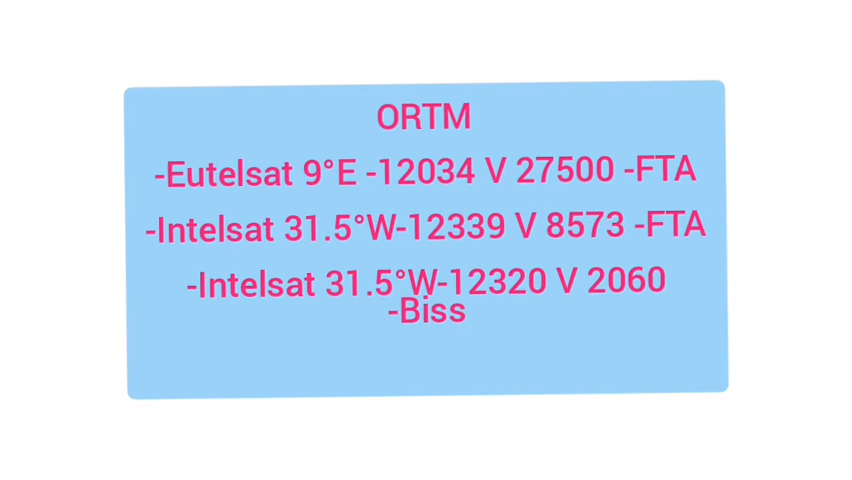 ORTM
-Eutelsat 9°E -12034 V 27500 -FTA
-Intelsat 31.5°W-12339 V 8573 -FTA
-Intelsat 31.5°W-12320 V 2060
-Biss